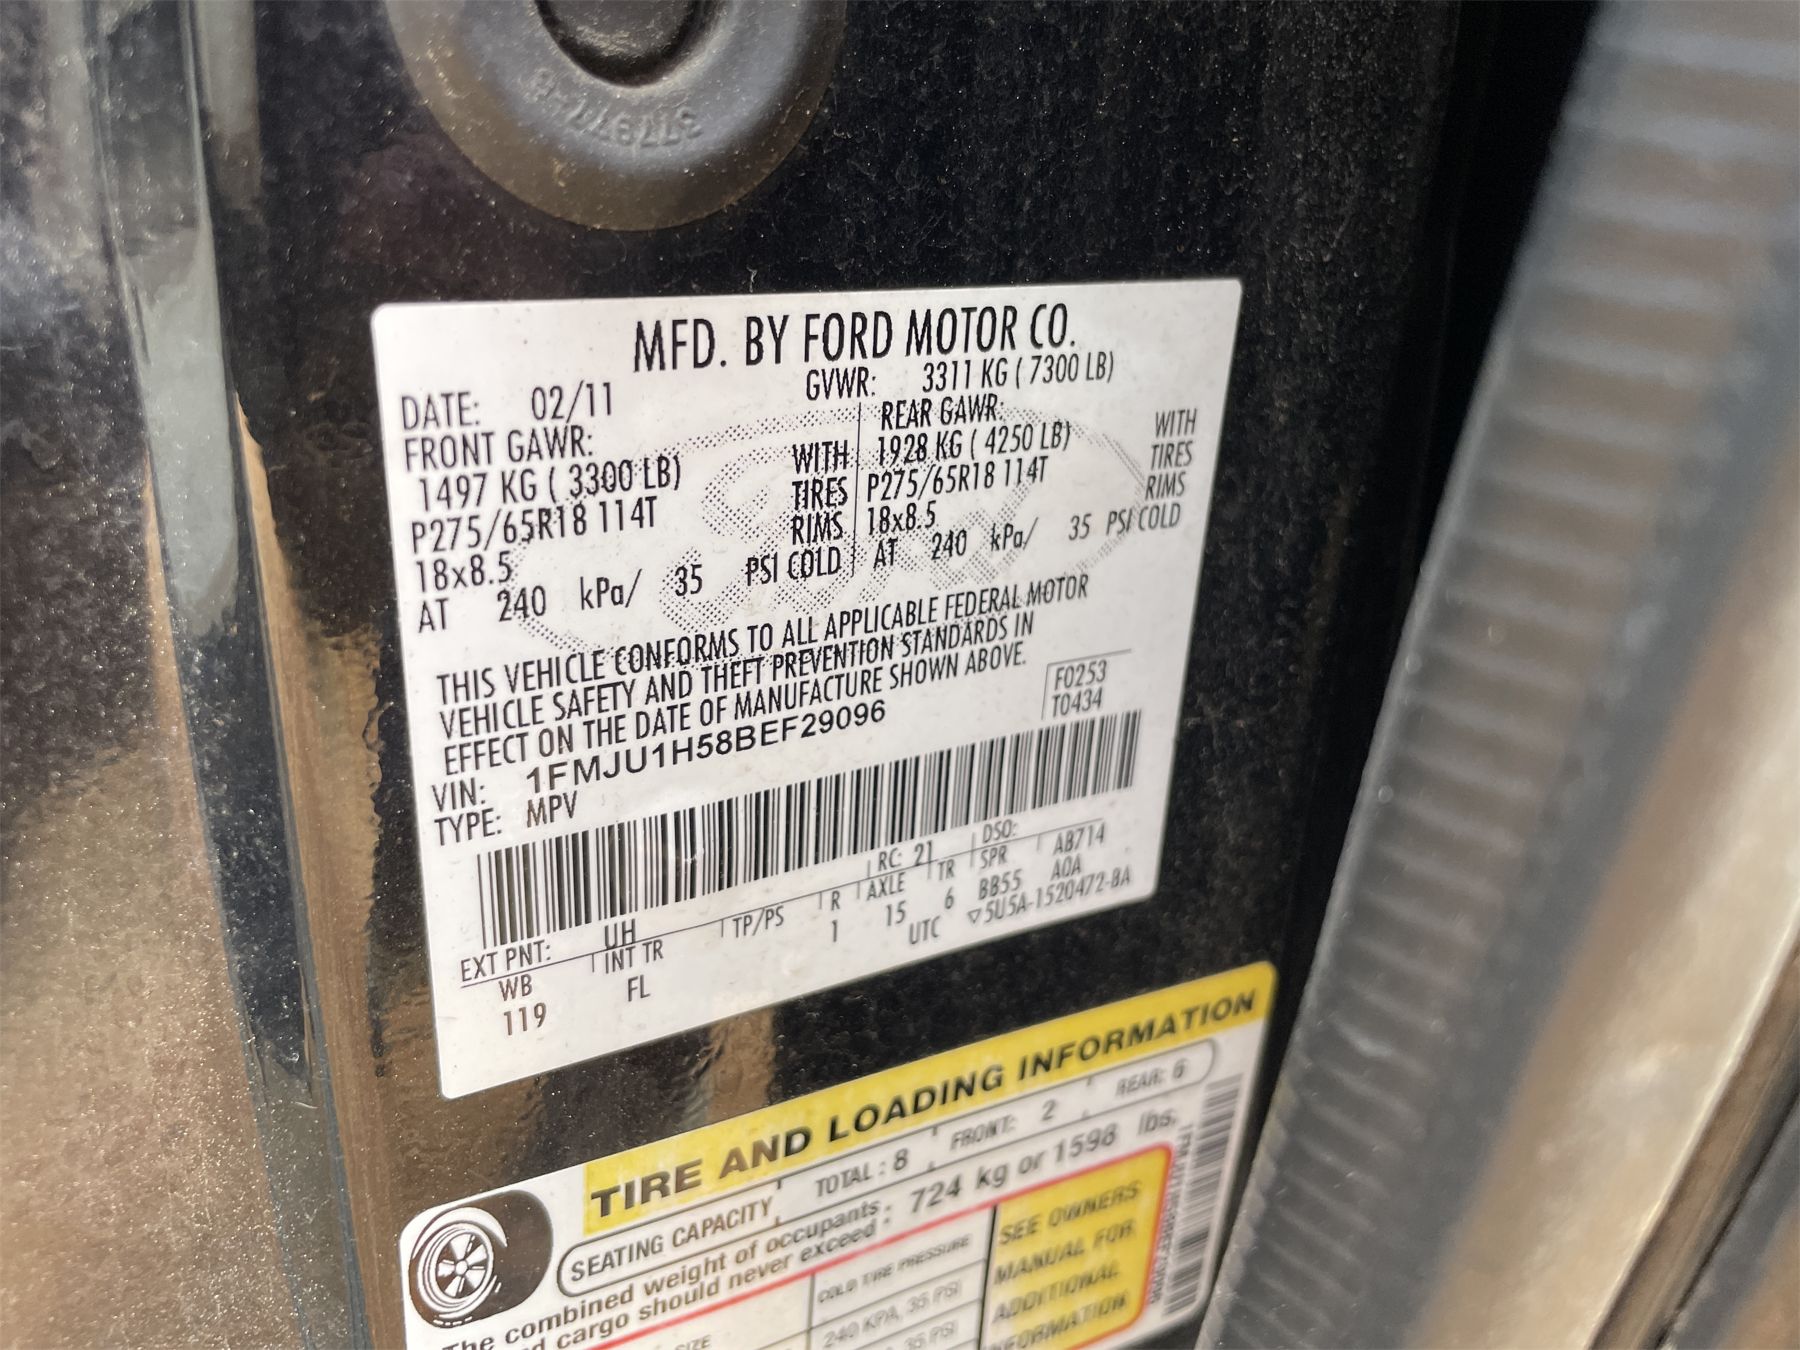 37797-8
MFD. BY FORD MOTOR CO.
DATE: 02/11 GVWR: 3311 KG ( 7300 LB)
FRONT GAWR: REAR GAWR:
1497 KG ( 3300 LB) WITH 1928 KG ( 4250 LB) WITH
P275/65R18 114T TIRES P275/65R18 114T TIRES
18x8.5 RIMS 18x8.5 RIMS
AT 240 kPa/ 35 PSI COLD AT 240 kPa/ 35 PSI COLD
THIS VEHICLE CONFORMS TO ALL APPLICABLE FEDERAL MOTOR
VEHICLE SAFETY AND THEFT PREVENTION STANDARDS IN
EFFECT ON THE DATE OF MANUFACTURE SHOWN ABOVE.
F0253
T0434
VIN: 1FMJU1H58BEF29096
TYPE: MPV
EXT PNT: UH RC: 21 DSO: AB714
WB INT TR TP/PS R AXLE TR SPR AOA
119 FL 1 15 6 BB55
UTC ▽5U5A-1520472-BA
TIRE AND LOADING INFORMATION
SEATING CAPACITY TOTAL : 8 FRONT: 2 REAR: 6
The combined weight of occupants
cargo should never exceed : 724 kg or 1598 lbs.
SIZE COLD TIRE PRESSURE
240 KPA, 35 PSI
35 PSI
SEE OWNERS
MANUAL FOR
ADDITIONAL